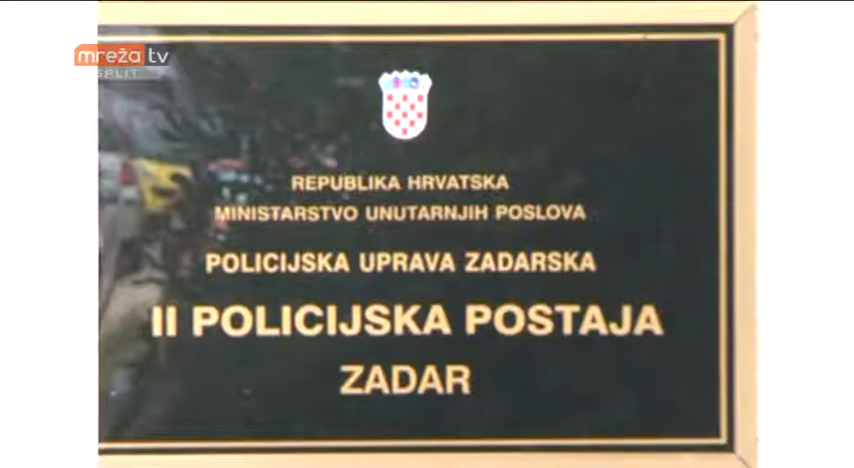 mreža tv
SPLIT
REPUBLIKA HRVATSKA
MINISTARSTVO UNUTARNJIH POSLOVA
POLICIJSKA UPRAVA ZADARSKA
II POLICIJSKA POSTAJA
ZADAR